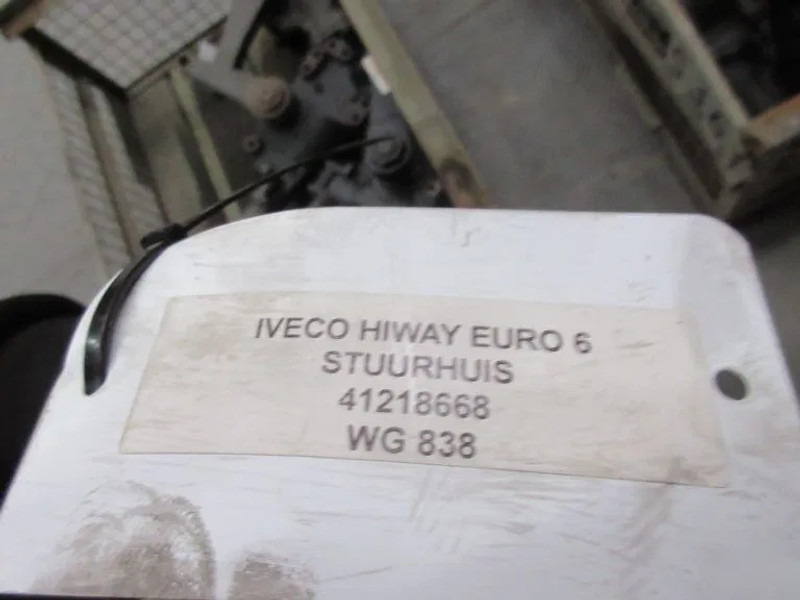 IVECO HIWAY EURO 6
STUURHUIS
41218668
WG 838